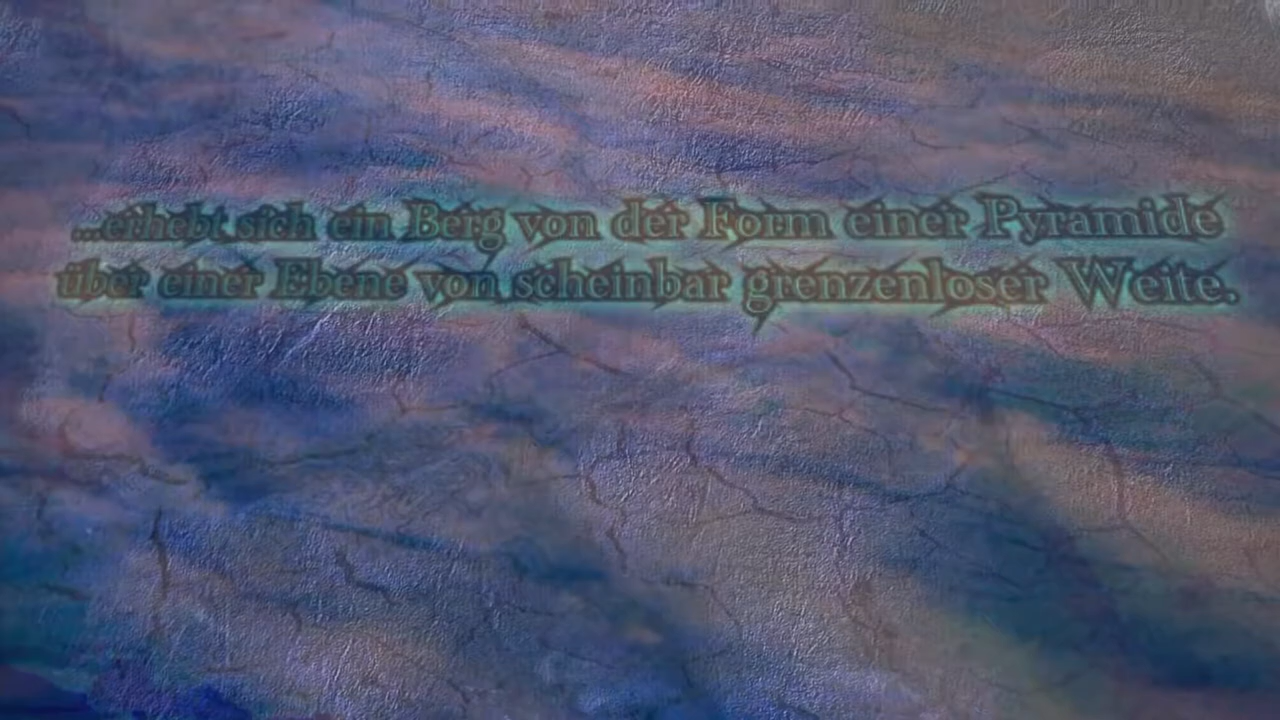 ...erhebt sich ein Berg von der Form einer Pyramide
über einer Ebene von scheinbar grenzenloser Weite.